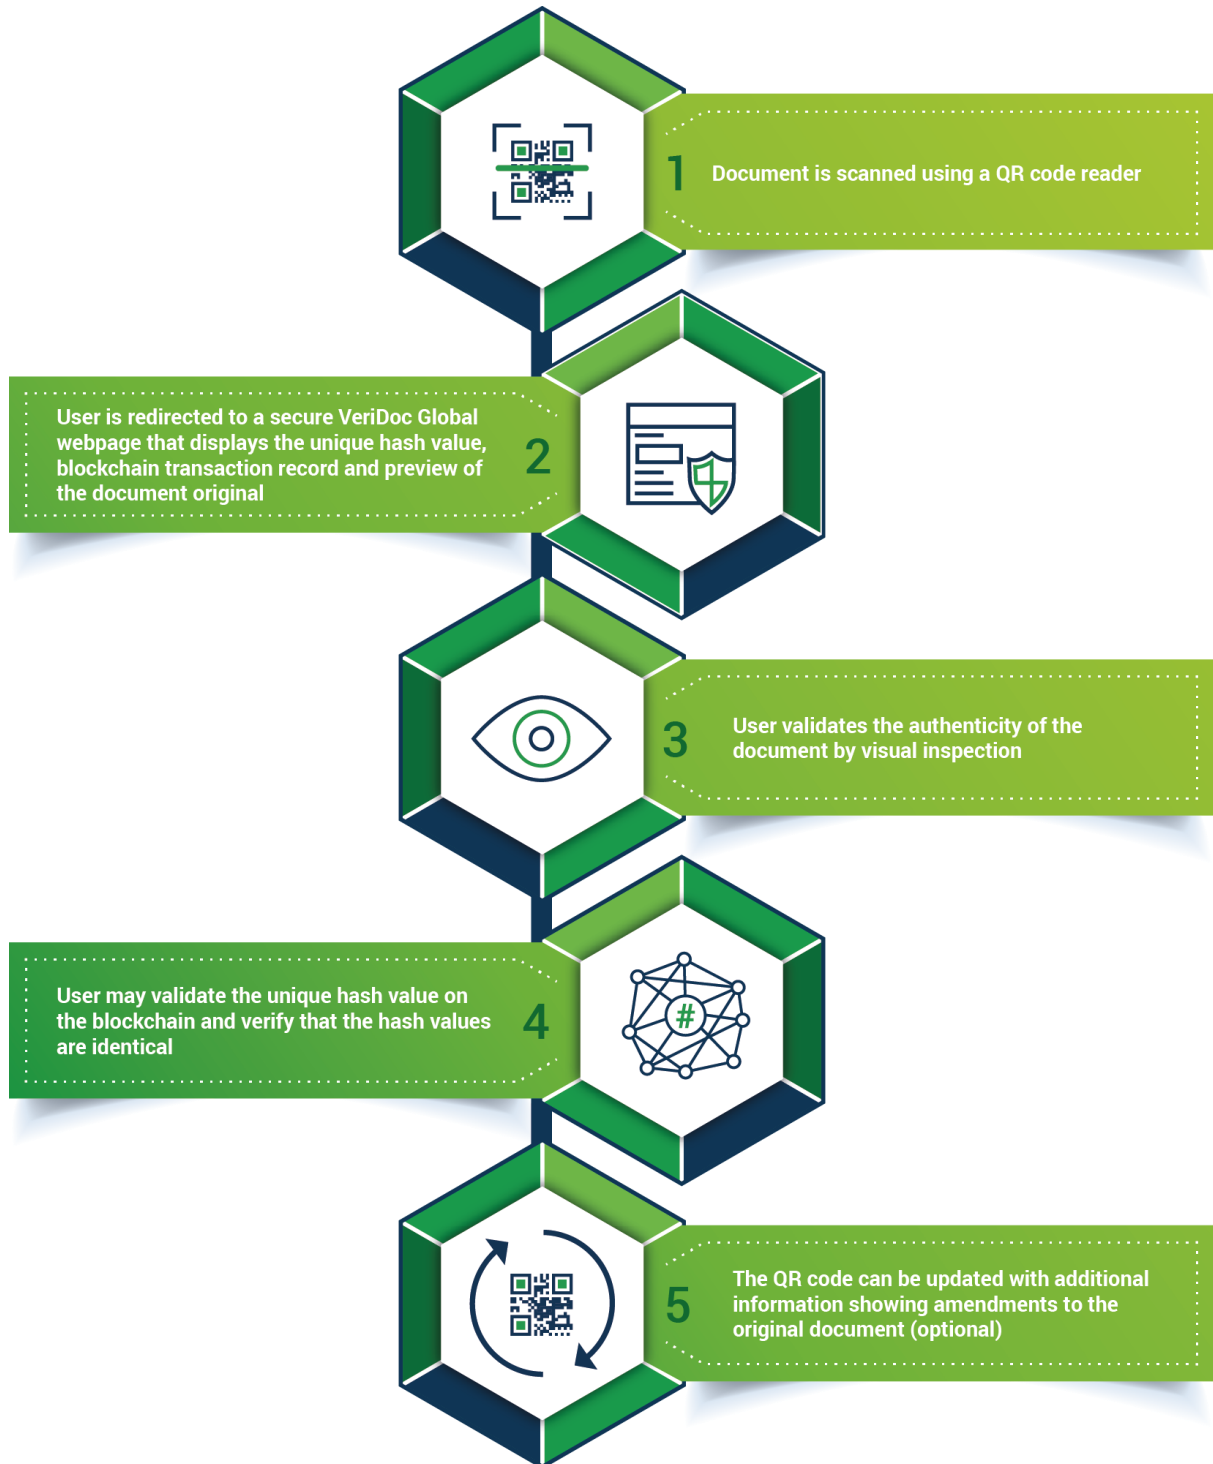 1
Document is scanned using a QR code reader
User is redirected to a secure VeriDoc Global
webpage that displays the unique hash value,
blockchain transaction record and preview of
the document original
2
3
User validates the authenticity of the
document by visual inspection
User may validate the unique hash value on
the blockchain and verify that the hash values
are identical
4
#
5
The QR code can be updated with additional
information showing amendments to the
original document (optional)